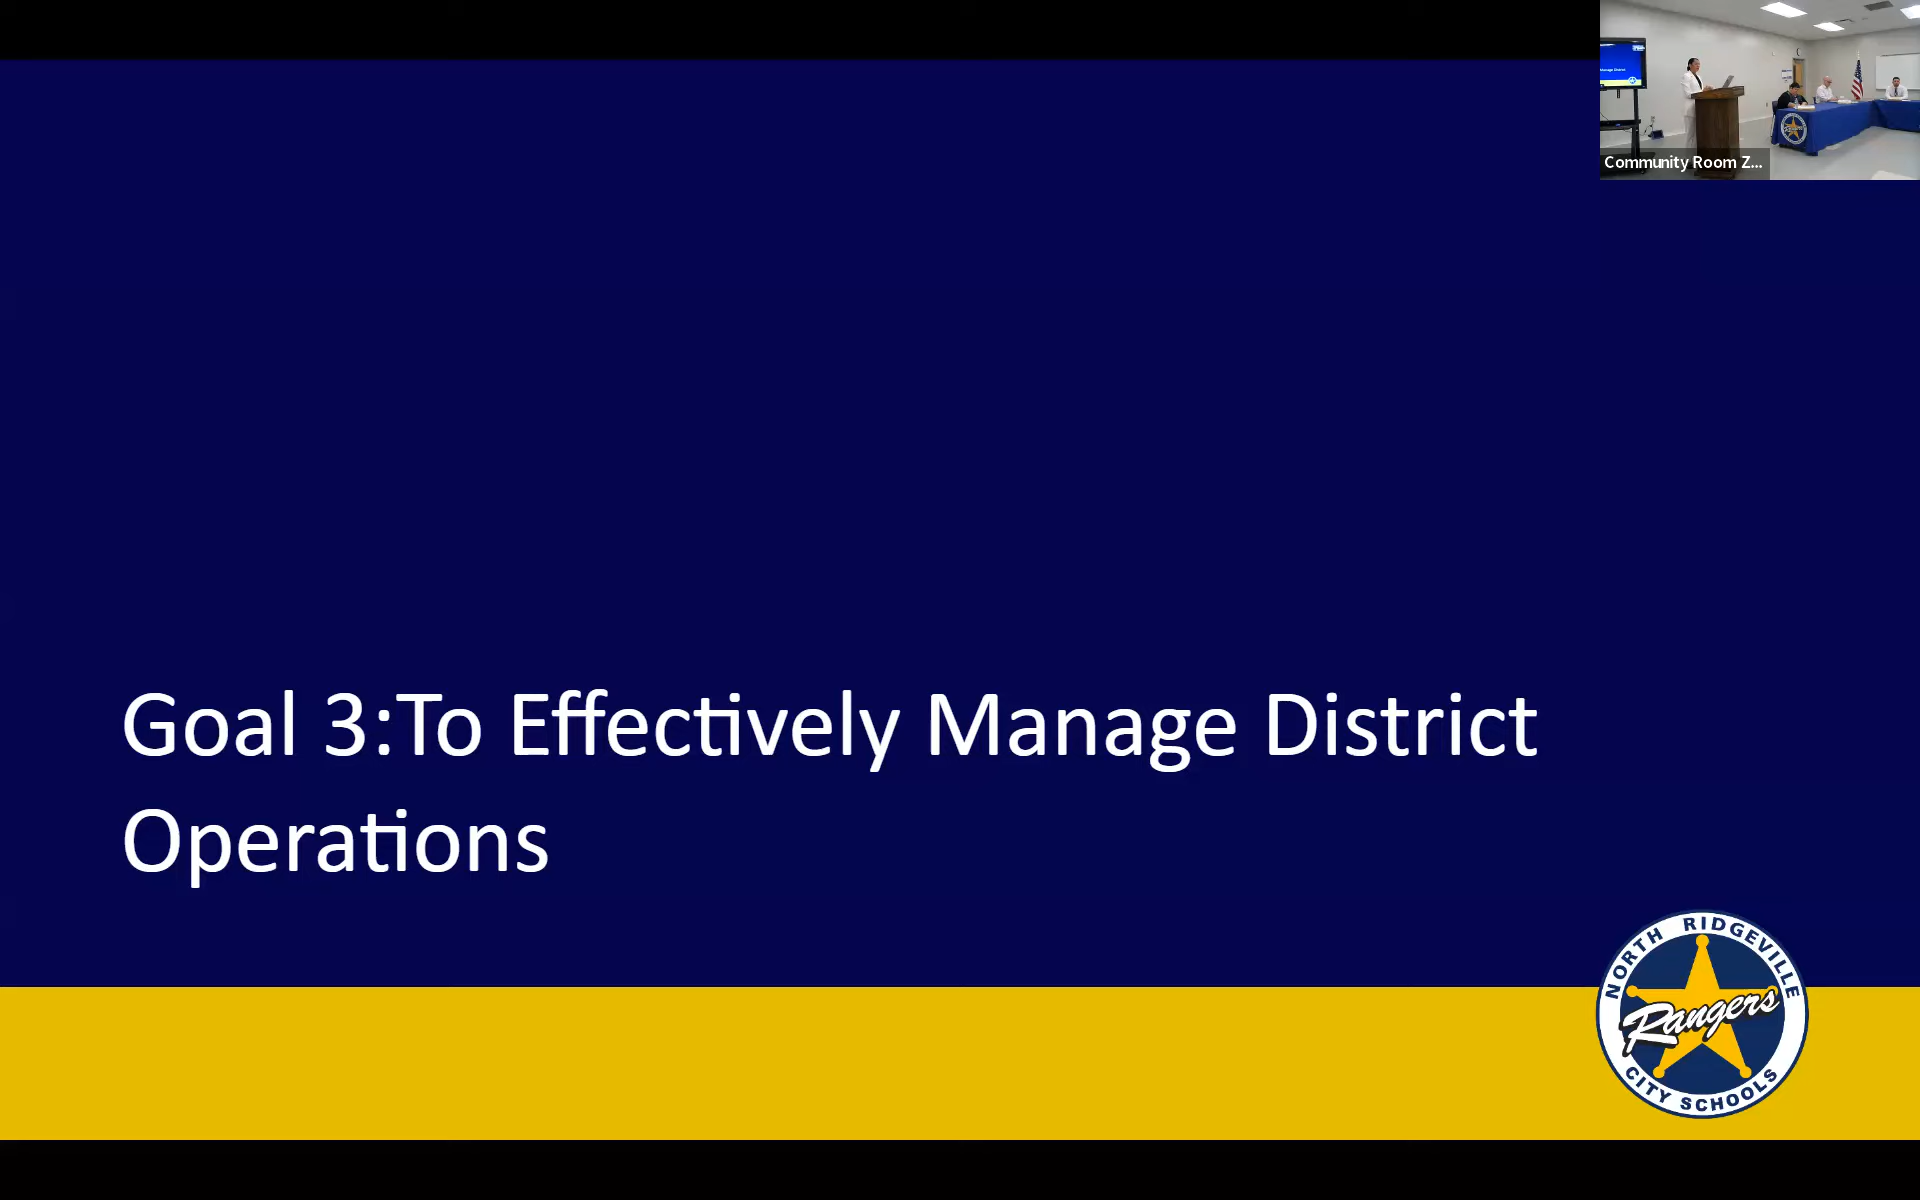 Community Room Z...
Goal 3:To Effectively Manage District
Operations
NORTH RIDGEVILLE
Rangers
CITY SCHOOLS